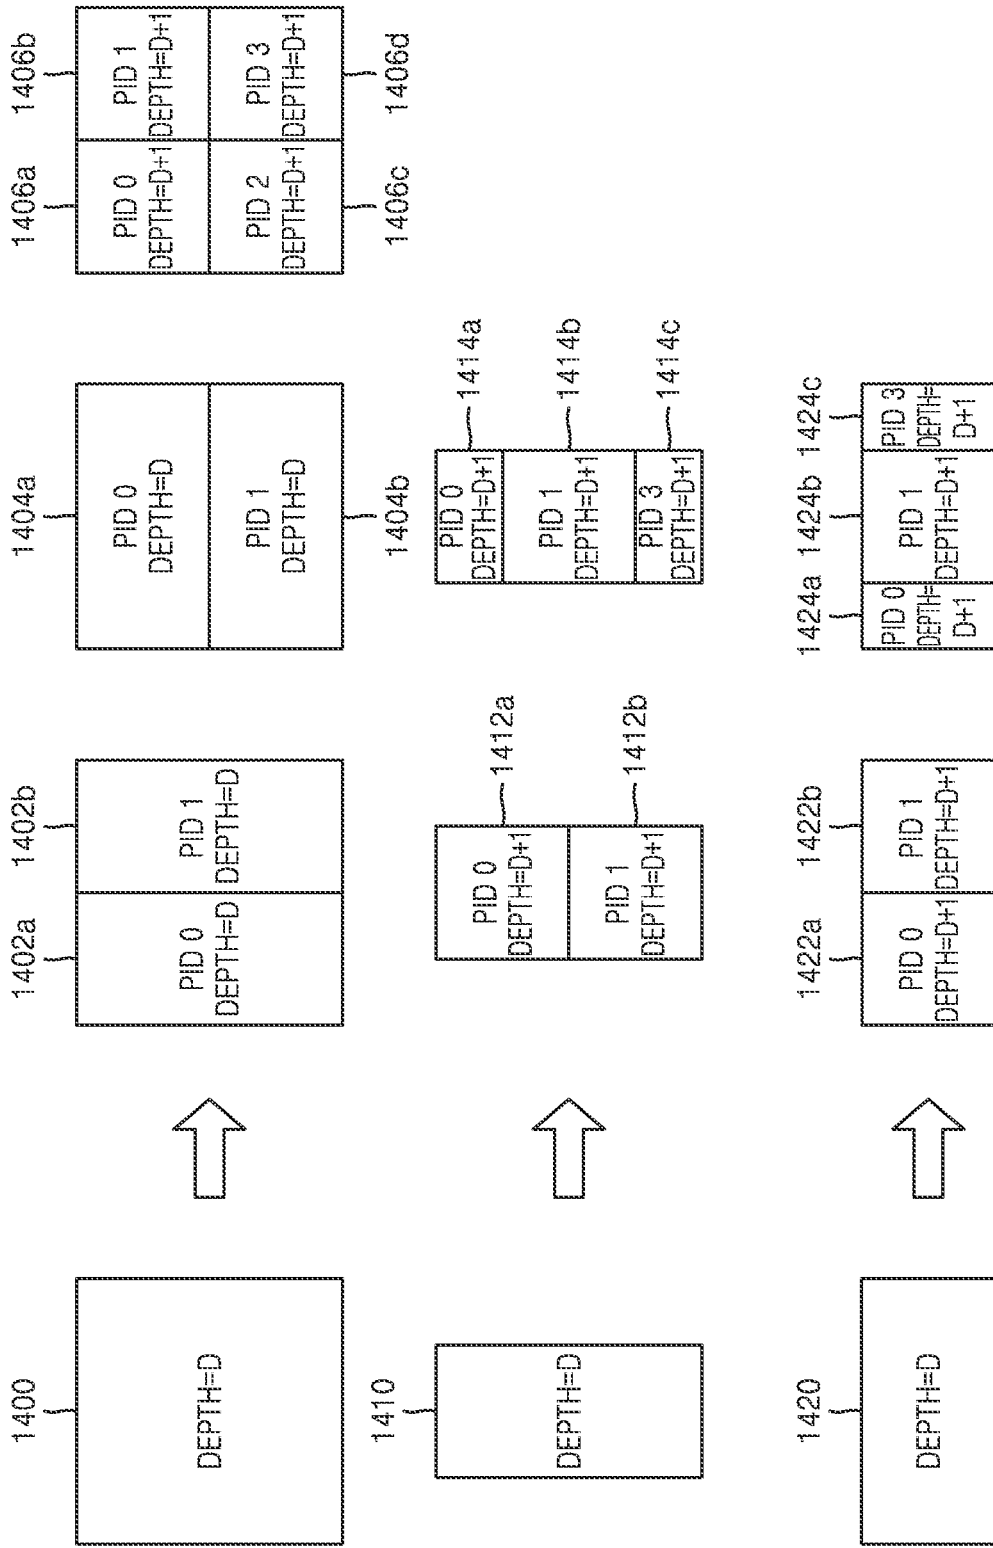 1400
DEPTH=D
1402a
1402b
PID 0
DEPTH=D
PID 1
DEPTH=D
1404a
PID 0
DEPTH=D
PID 1
DEPTH=D
1404b
1406a
1406b
PID 0
DEPTH=D+1
PID 1
DEPTH=D+1
PID 2
DEPTH=D+1
PID 3
DEPTH=D+1
1406c
1406d
1410
DEPTH=D
PID 0
DEPTH=D+1
1412a
PID 1
DEPTH=D+1
1412b
PID 0
DEPTH=D+1
1414a
PID 1
DEPTH=D+1
1414b
PID 3
DEPTH=D+1
1414c
1420
DEPTH=D
1422a
1422b
PID 0
DEPTH=D+1
PID 1
DEPTH=D+1
1424a
1424b
1424c
PID 0
DEPTH=
D+1
PID 1
DEPTH=D+1
PID 3
DEPTH=
D+1